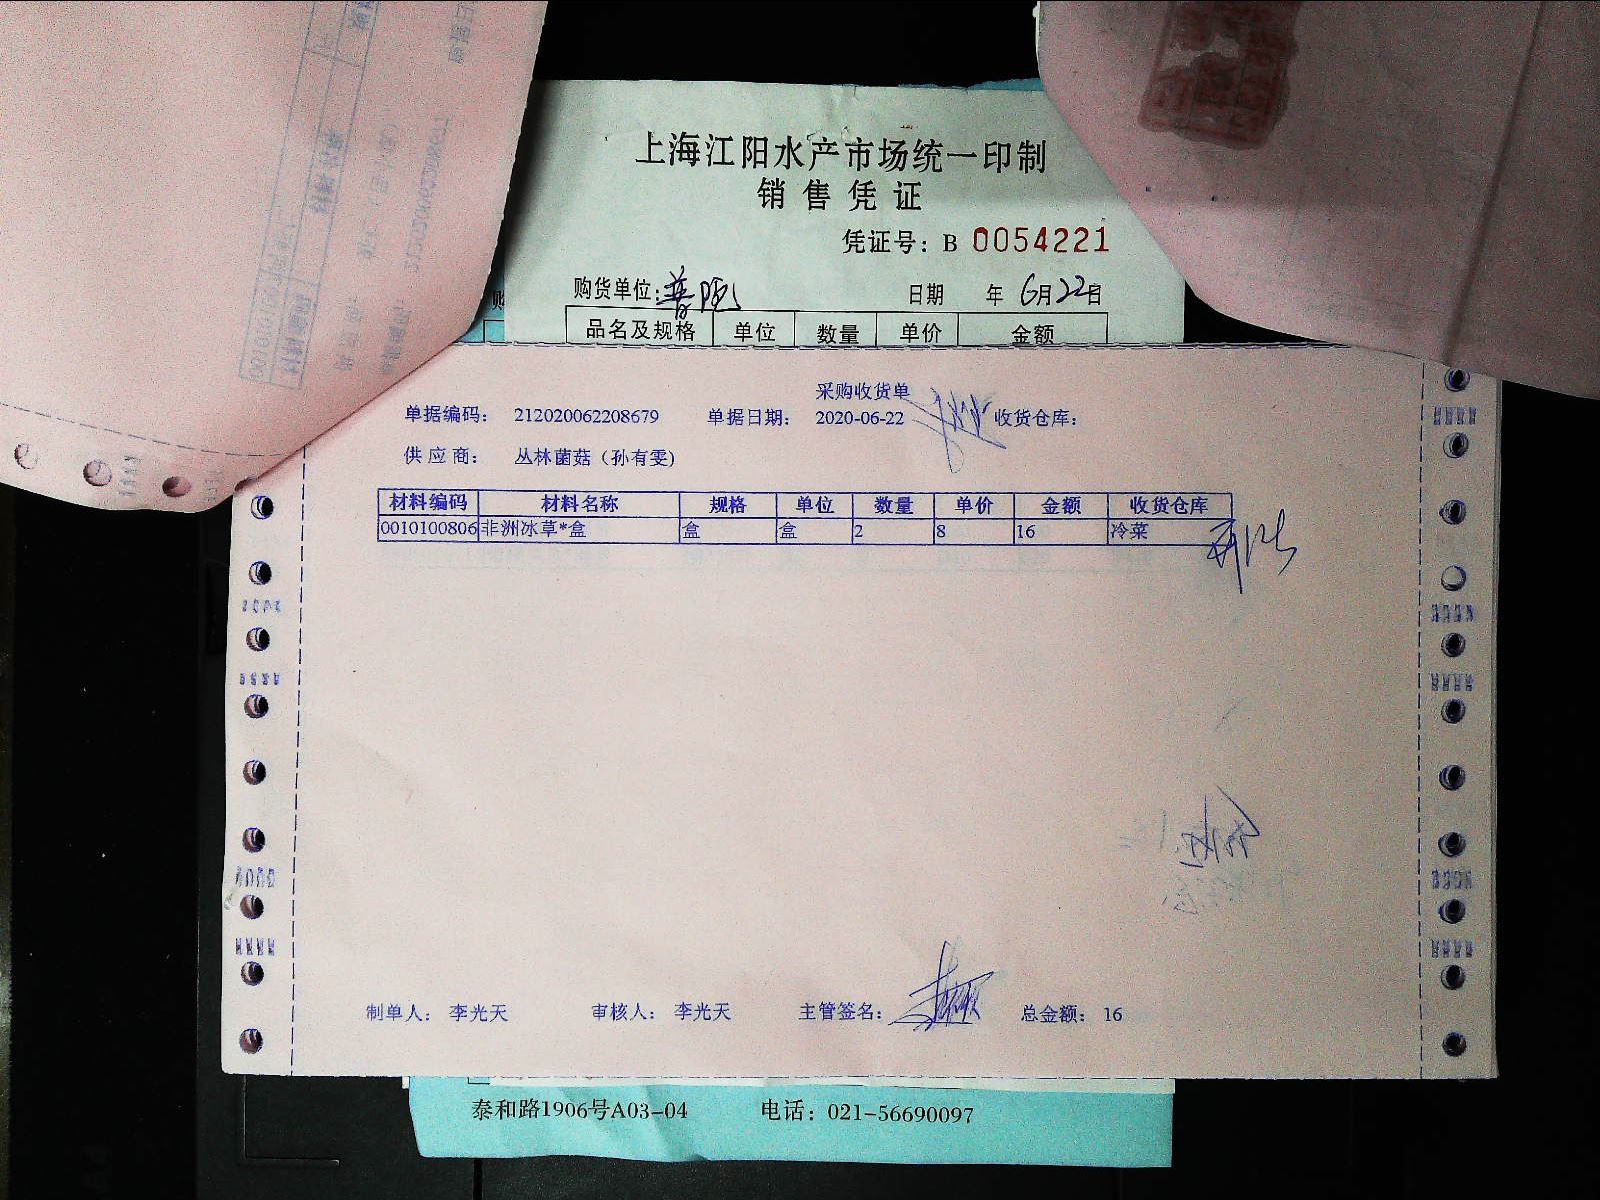 上海江阳水产市场统一印制
销售凭证
凭证号：B 0054221
购货单位：普陀 日期 年 6月22日
品名及规格 单位 数量 单价 金额
采购收货单
单据编码： 212020062208679 单据日期： 2020-06-22 收货仓库：
供应商： 丛林菌菇（孙有雯）
材料编码 材料名称 规格 单位 数量 单价 金额 收货仓库
0010100806 非洲冰草*盒 盒 盒 2 8 16 冷菜
制单人： 李光天 审核人： 李光天 主管签名： 总金额： 16
泰和路1906号A03-04 电话：021-56690097